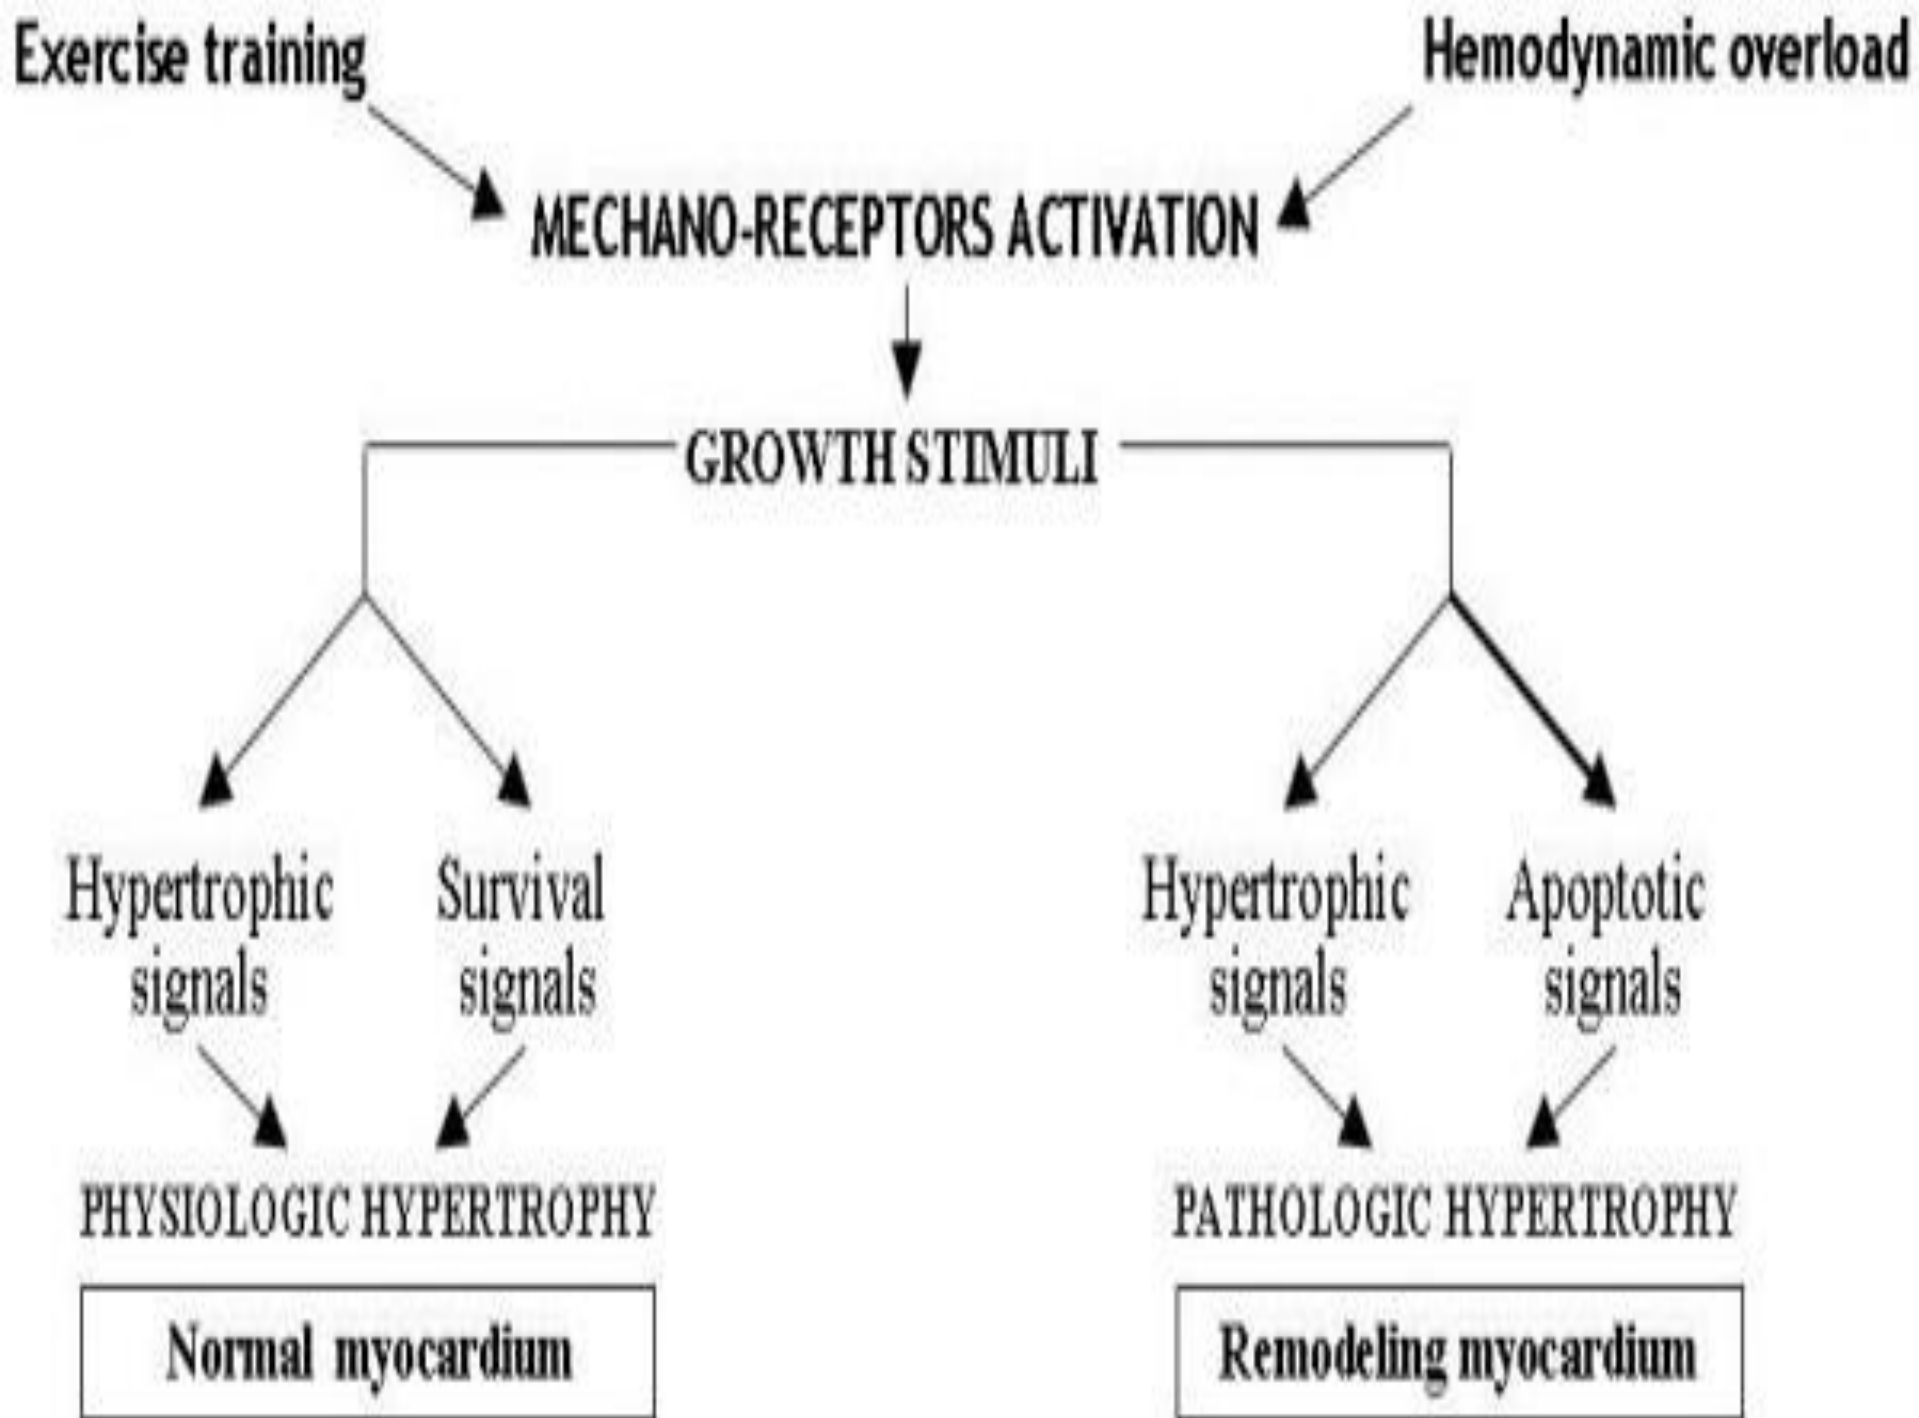 Exercise training
Hemodynamic overload
MECHANO-RECEPTORS ACTIVATION
GROWTH STIMULI
Hypertrophic
signals
Survival
signals
Hypertrophic
signals
Apoptotic
signals
PHYSIOLOGIC HYPERTROPHY
PATHOLOGIC HYPERTROPHY
Normal myocardium
Remodeling myocardium